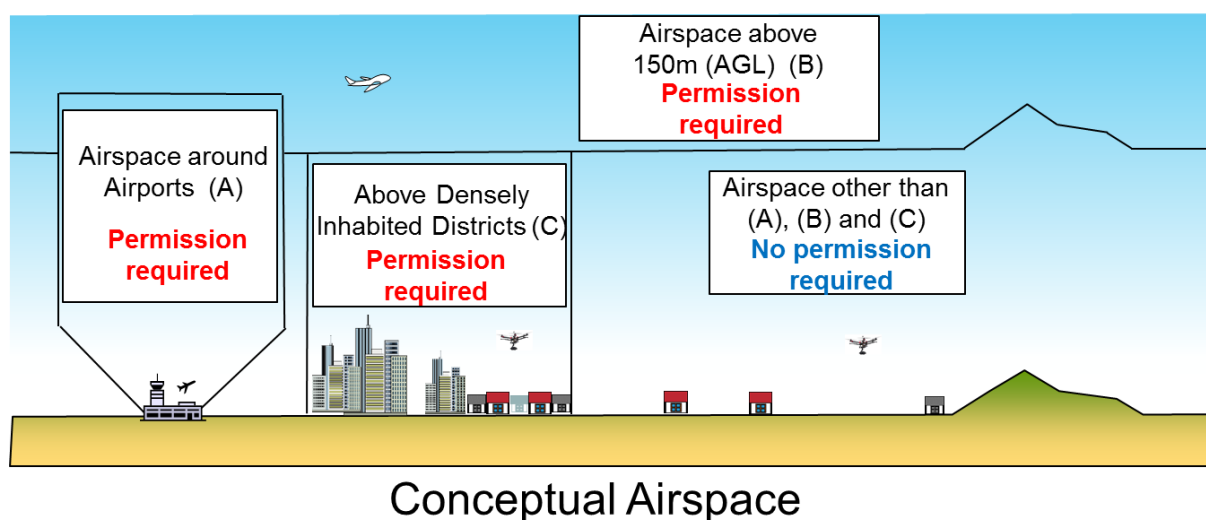 Airspace above
150m (AGL) (B)
Permission
required
Airspace around
Airports (A)
Permission
required
Above Densely
Inhabited Districts (C)
Permission
required
Airspace other than
(A), (B) and (C)
No permission
required
Conceptual Airspace